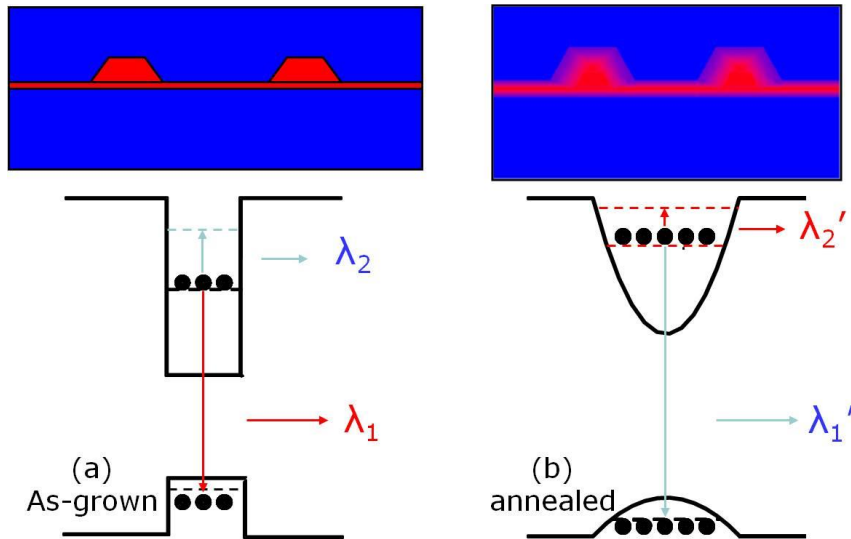 λ2
λ2'
λ1
λ1'
(a)
As-grown
(b)
annealed